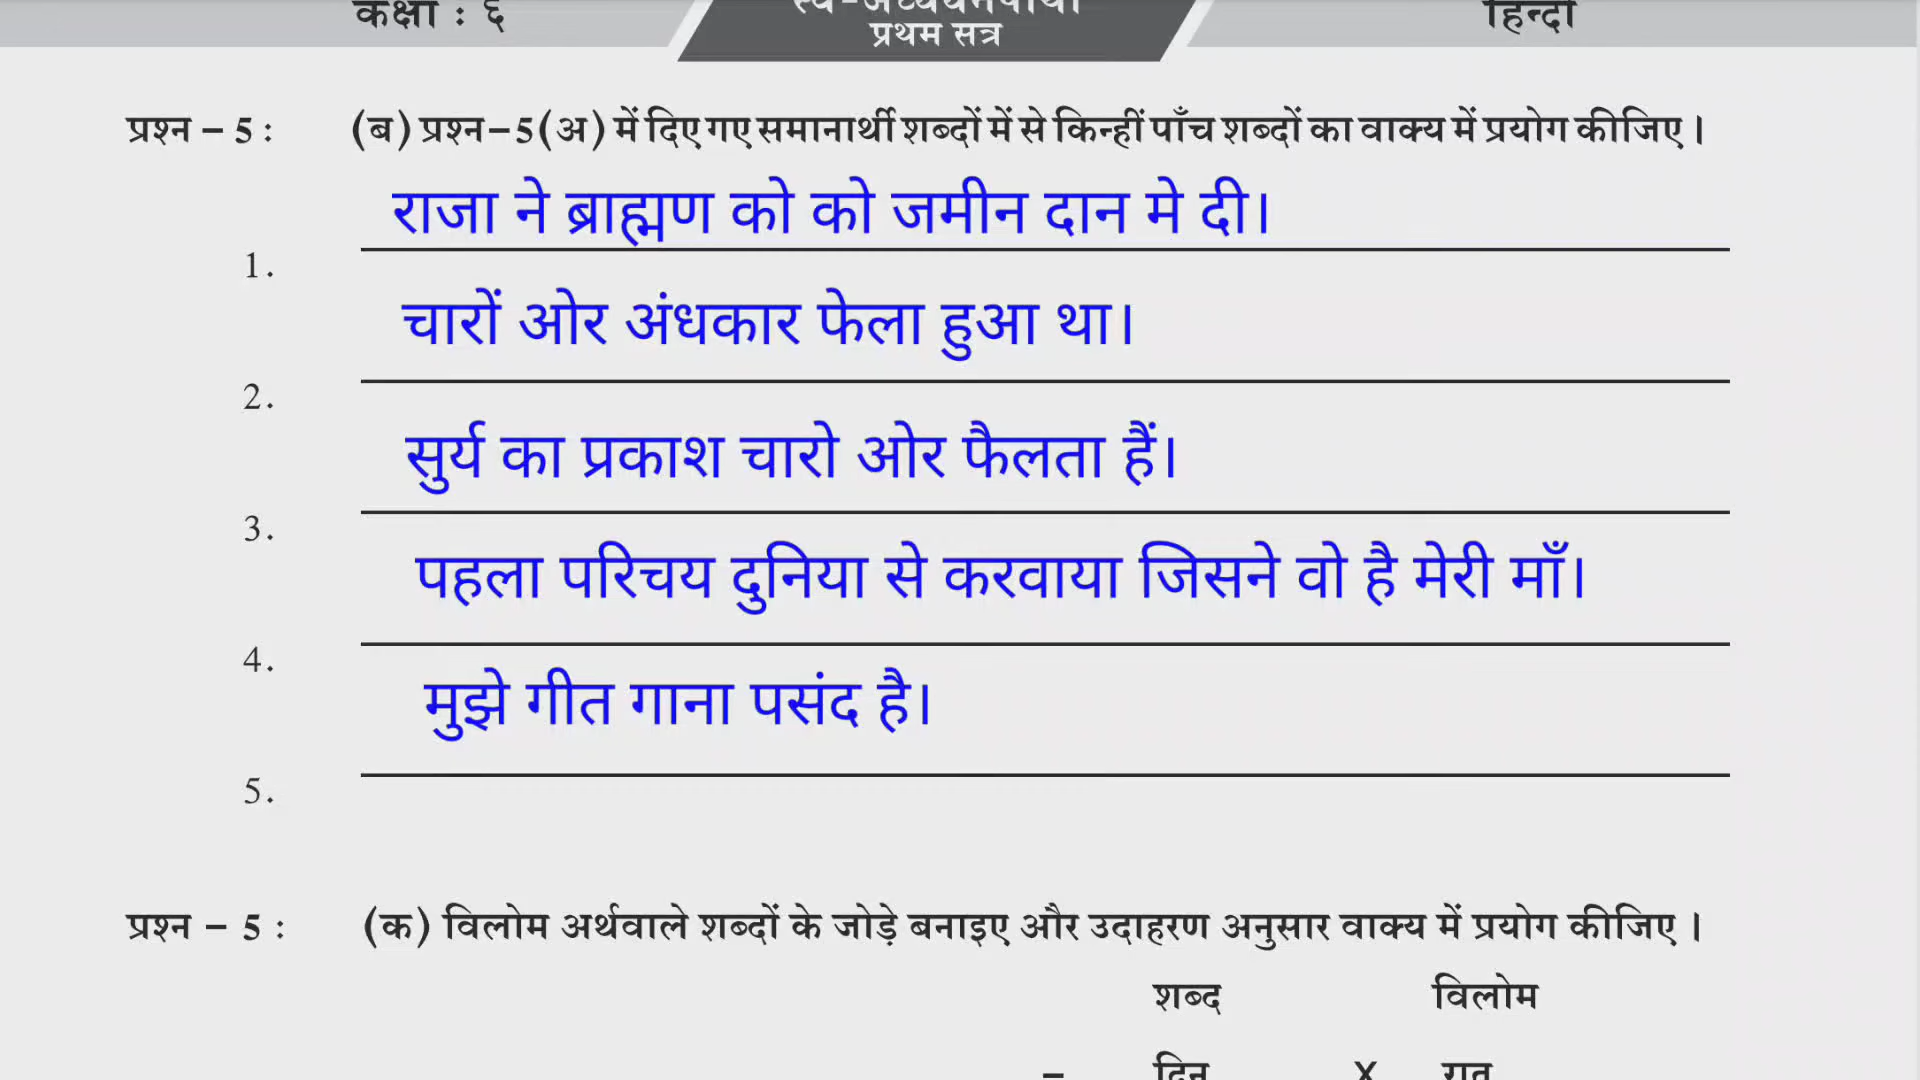 कक्षा : ६
स्व-अध्ययनपोथी
हिन्दी
प्रथम सत्र
प्रश्न – 5 : (ब) प्रश्न–5(अ) में दिए गए समानार्थी शब्दों में से किन्हीं पाँच शब्दों का वाक्य में प्रयोग कीजिए।
राजा ने ब्राह्मण को को जमीन दान मे दी।
1.
चारों ओर अंधकार फेला हुआ था।
2.
सुर्य का प्रकाश चारो ओर फैलता हैं।
3.
पहला परिचय दुनिया से करवाया जिसने वो है मेरी माँ।
4.
मुझे गीत गाना पसंद है।
5.
प्रश्न – 5 : (क) विलोम अर्थवाले शब्दों के जोड़े बनाइए और उदाहरण अनुसार वाक्य में प्रयोग कीजिए।
शब्द विलोम
– दिन X रात